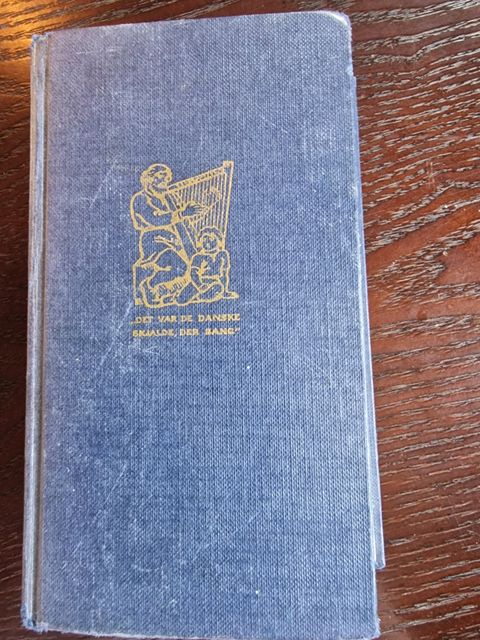 „DET VAR DE DANSKE
SKJALDE, DER SANG"